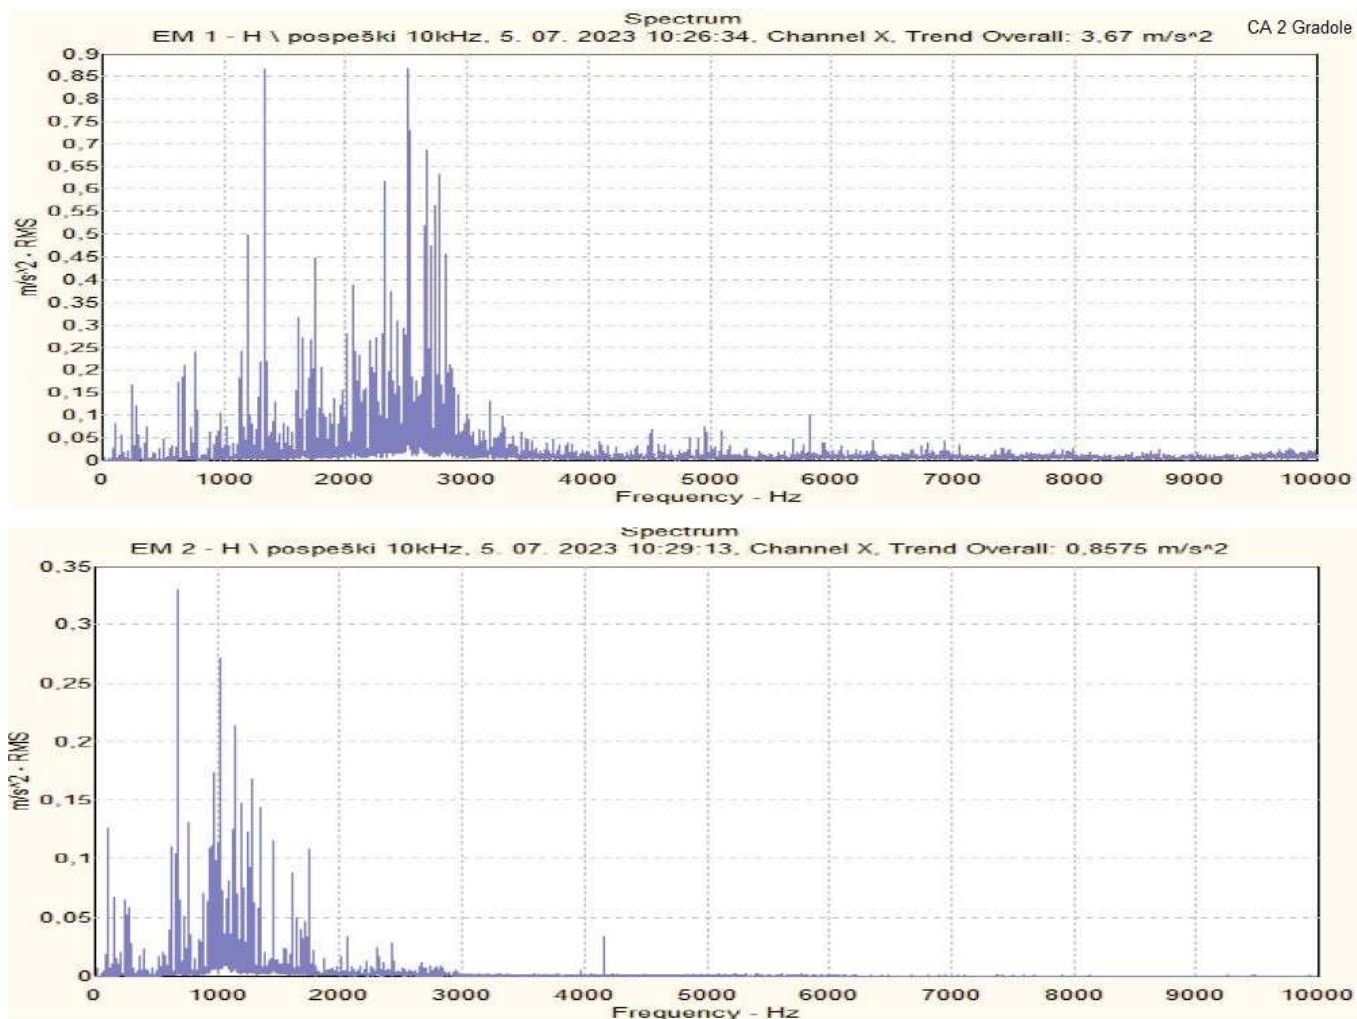 Spectrum
EM 1 - H \ pospeški 10kHz, 5. 07. 2023 10:26:34, Channel X, Trend Overall: 3,67 m/s^2
CA 2 Gradole
0.9
0,85
0,8
0,75
0,7
0,65
0,6
0,55
0,5
0,45
0,4
0,35
0,3
0,25
0,2
0,15
0,1
0,05
0
m/s^2 - RMS
0 1000 2000 3000 4000 5000 6000 7000 8000 9000 10000
Frequency - Hz
Spectrum
EM 2 - H \ pospeški 10kHz, 5. 07. 2023 10:29:13, Channel X, Trend Overall: 0,8575 m/s^2
0.35
0,3
0,25
0,2
0,15
0,1
0,05
0
m/s^2 - RMS
0 1000 2000 3000 4000 5000 6000 7000 8000 9000 10000
Frequency - Hz